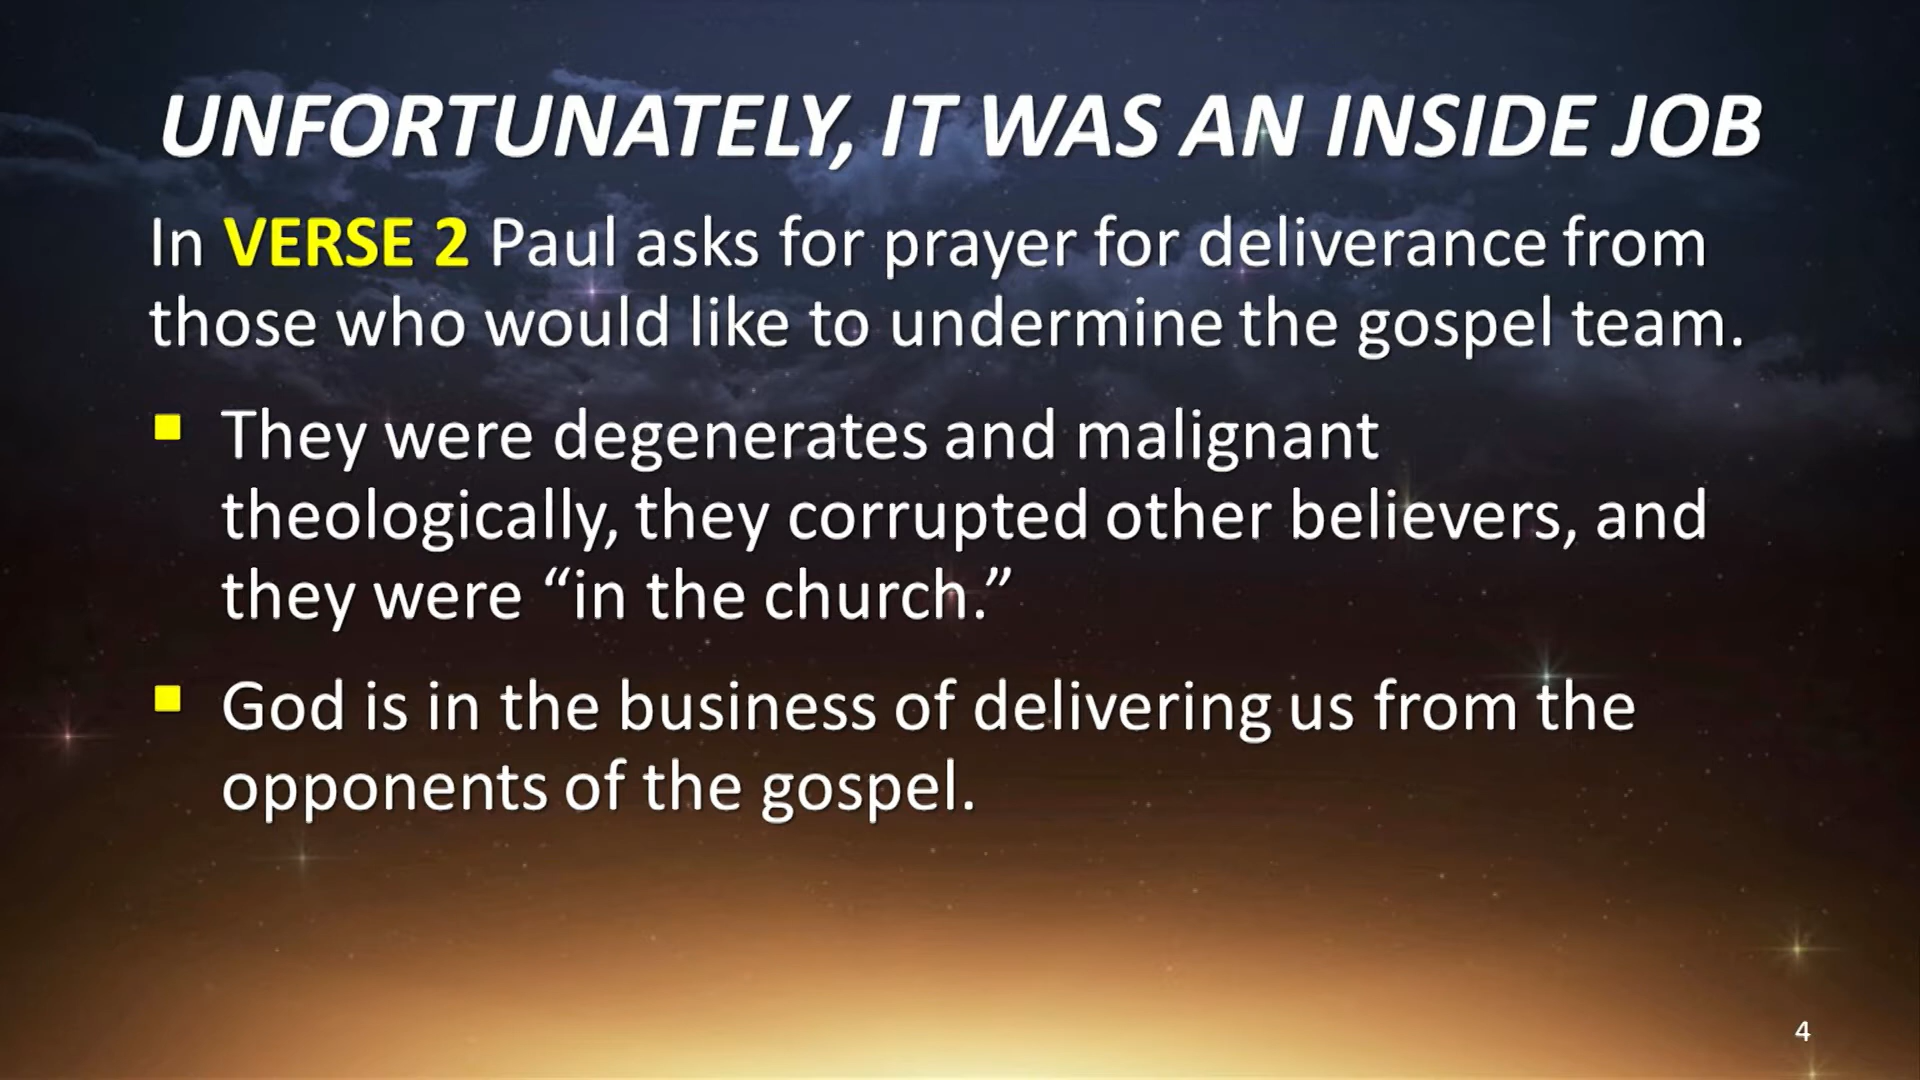 UNFORTUNATELY, IT WAS AN INSIDE JOB
In VERSE 2 Paul asks for prayer for deliverance from
those who would like to undermine the gospel team.
▪ They were degenerates and malignant
theologically, they corrupted other believers, and
they were “in the church.”
▪ God is in the business of delivering us from the
opponents of the gospel.
4